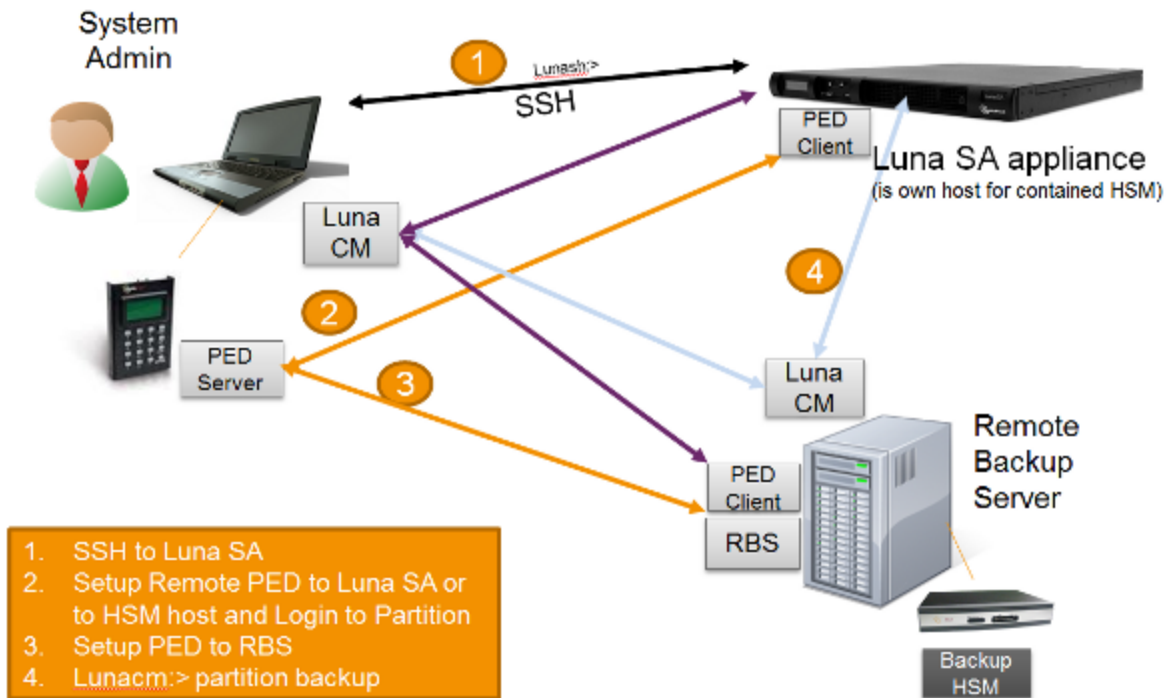 System
Admin
1
Lunash:>
SSH
PED
Client
Luna SA appliance
(is own host for contained HSM)
Luna
CM
4
2
PED
Server
3
Luna
CM
Remote
Backup
Server
PED
Client
RBS
1. SSH to Luna SA
2. Setup Remote PED to Luna SA or
to HSM host and Login to Partition
3. Setup PED to RBS
4. Lunacm:> partition backup
Backup
HSM